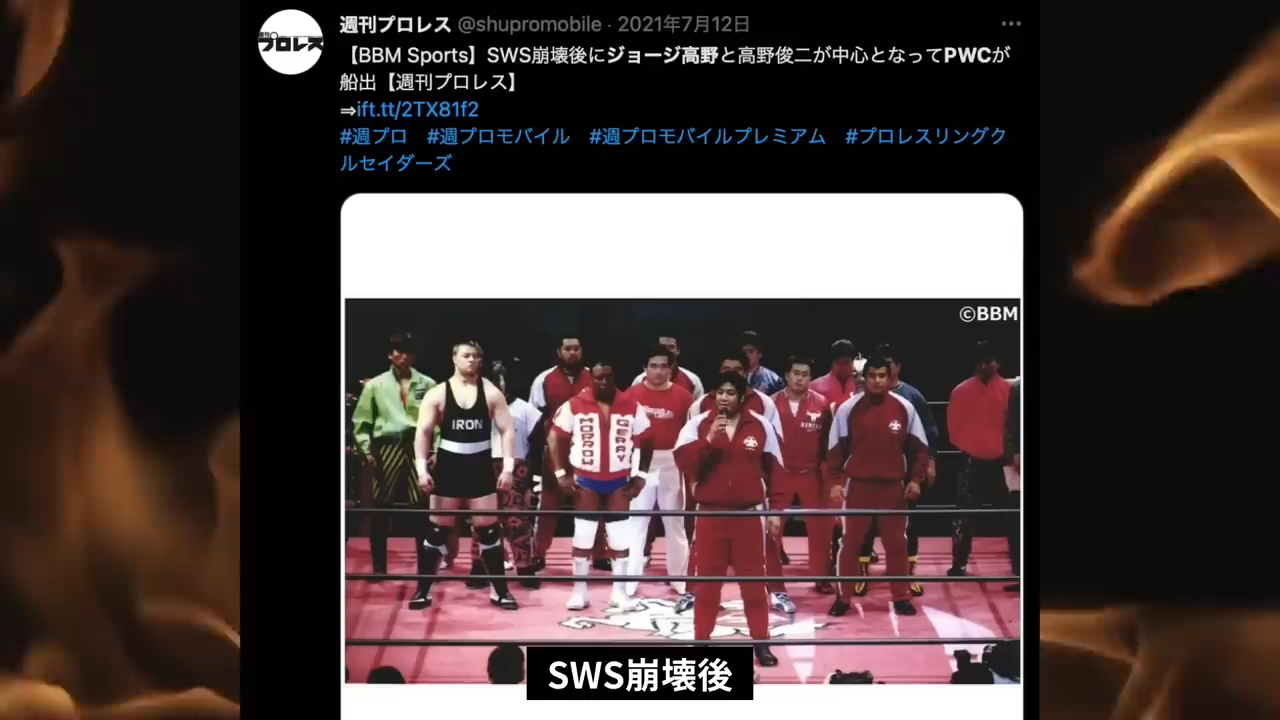 週刊プロレス @shupromobile · 2021年7月12日
【BBM Sports】SWS崩壊後にジョージ高野と高野俊二が中心となってPWCが
船出【週刊プロレス】
⇒ift.tt/2TX81f2
#週プロ #週プロモバイル #週プロモバイルプレミアム #プロレスリングク
ルセイダーズ
©BBM
IRON
MORROW
GERRY
SWS崩壊後